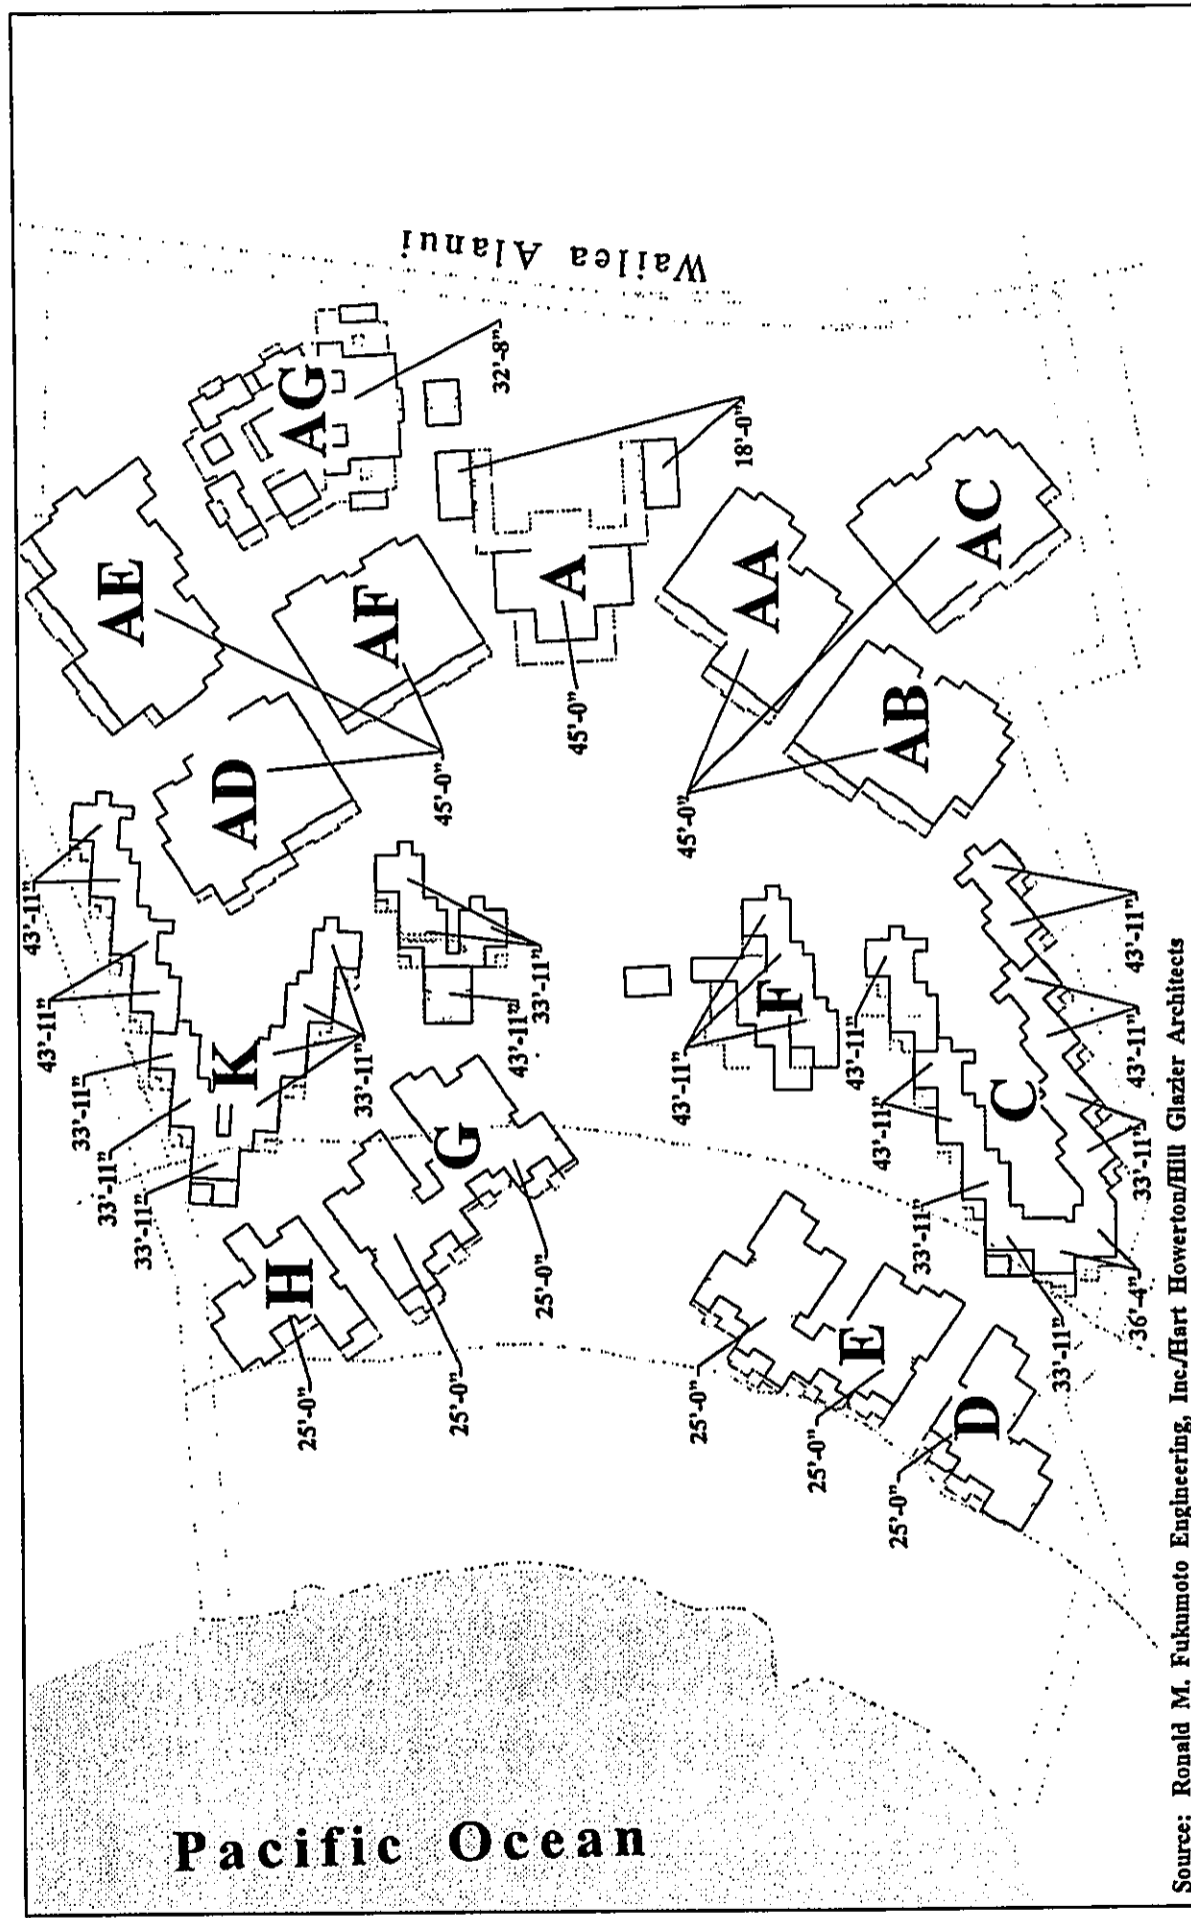 Wailea Alanui
AE
AG
32'-8"
AF
A
18'-0"
AA
AC
AD
45'-0"
45'-0"
45'-0"
AB
43'-11"
43'-11"
33'-11"
33'-11"
33'-11"
K
33'-11"
33'-11"
43'-11"
43'-11"
F
43'-11"
43'-11"
33'-11"
C
43'-11"
43'-11"
33'-11"
36'-4"
33'-11"
H
G
25'-0"
25'-0"
25'-0"
25'-0"
E
25'-0"
D
25'-0"
Pacific Ocean
Source: Ronald M. Fukumoto Engineering, Inc./Hart Howerton/Hill Glazier Architects